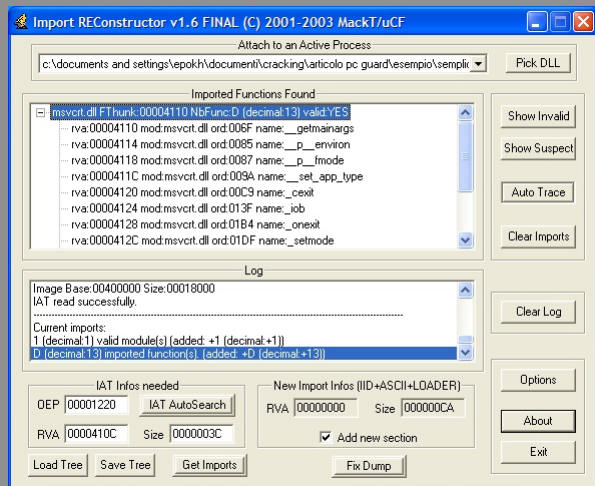 Import REConstructor v1.6 FINAL (C) 2001-2003 MackT/uCF
Attach to an Active Process
c:\documents and settings\epokh\documenti\cracking\articolo pc guard\esempio\semplic
Pick DLL
Imported Functions Found
msvcrt.dll FThunk:00004110 NbFunc:D (decimal:13) valid:YES
rva:00004110 mod:msvcrt.dll ord:006F name:__getmainargs
rva:00004114 mod:msvcrt.dll ord:0085 name:__p__environ
rva:00004118 mod:msvcrt.dll ord:0087 name:__p__fmode
rva:0000411C mod:msvcrt.dll ord:009A name:__set_app_type
rva:00004120 mod:msvcrt.dll ord:00C9 name:_cexit
rva:00004124 mod:msvcrt.dll ord:013F name:_iob
rva:00004128 mod:msvcrt.dll ord:01B4 name:_onexit
rva:0000412C mod:msvcrt.dll ord:01DF name:_setmode
Show Invalid
Show Suspect
Auto Trace
Clear Imports
Log
Image Base:00400000 Size:00018000
IAT read successfully.
Current imports:
1 (decimal:1) valid module(s) (added: +1 (decimal:+1))
D (decimal:13) imported function(s). (added: +D (decimal:+13))
Clear Log
IAT Infos needed
OEP 00001220 IAT AutoSearch
RVA 0000410C Size 0000003C
New Import Infos (IID+ASCII+LOADER)
RVA 00000000 Size 000000CA
Add new section
Options
About
Exit
Load Tree Save Tree Get Imports Fix Dump